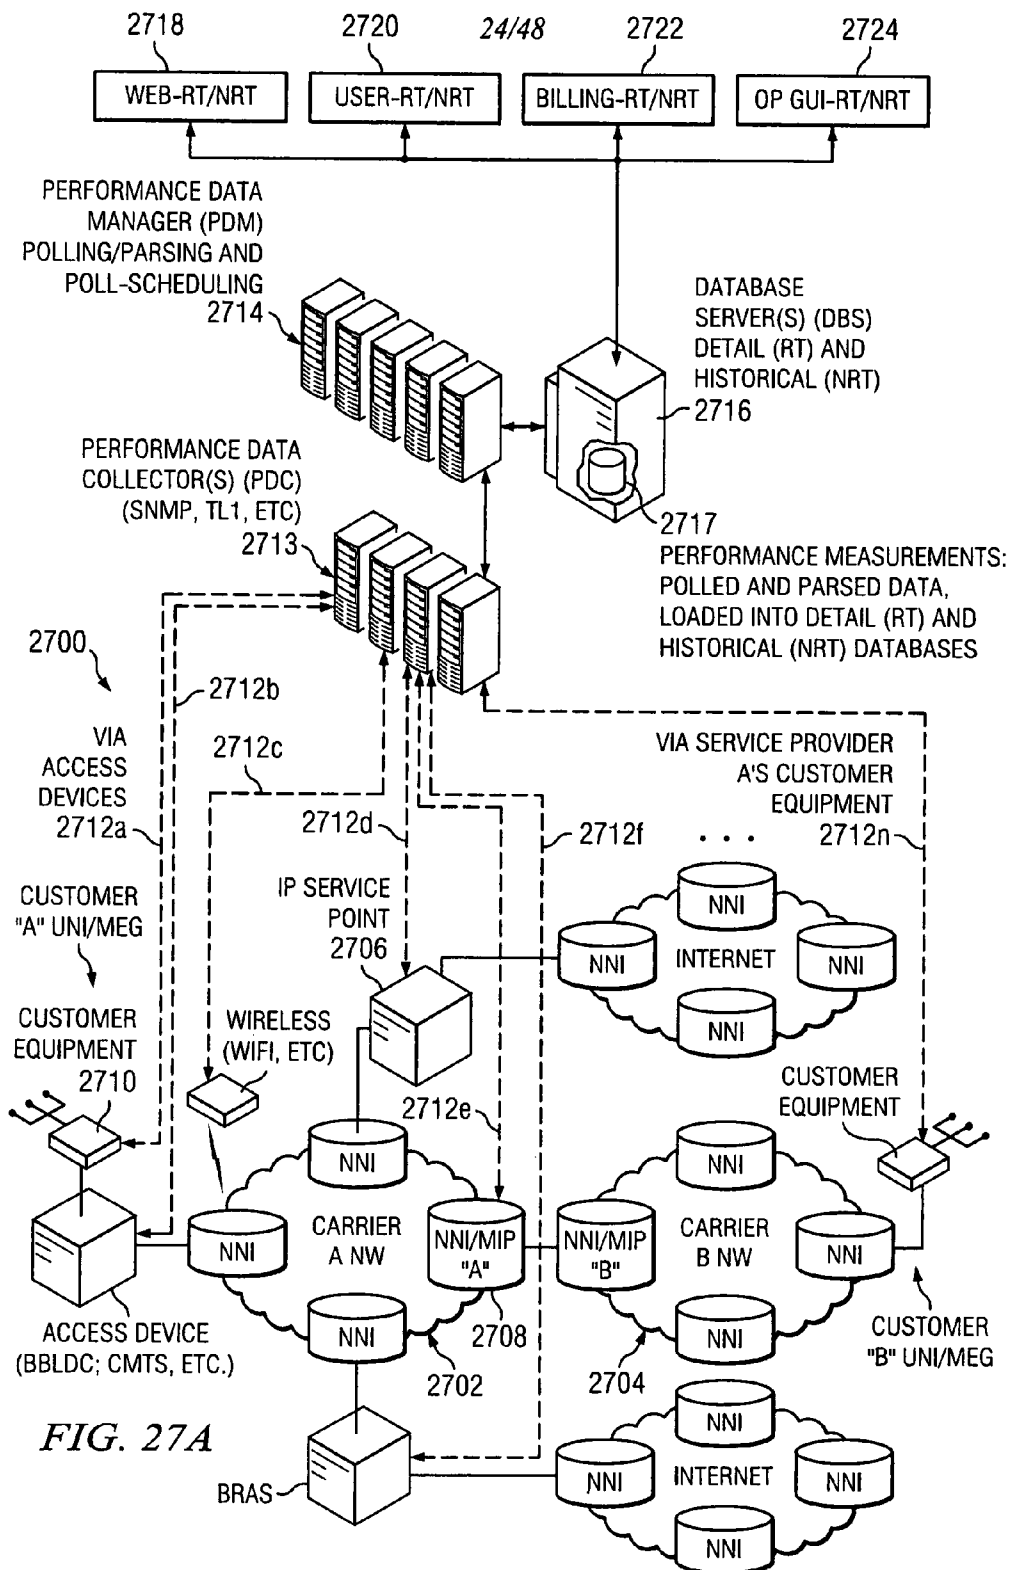 2718
2720
24/48
2722
2724
WEB-RT/NRT
USER-RT/NRT
BILLING-RT/NRT
OP GUI-RT/NRT
PERFORMANCE DATA
MANAGER (PDM)
POLLING/PARSING AND
POLL-SCHEDULING
2714
DATABASE
SERVER(S) (DBS)
DETAIL (RT) AND
HISTORICAL (NRT)
2716
PERFORMANCE DATA
COLLECTOR(S) (PDC)
(SNMP, TL1, ETC)
2713
2717
PERFORMANCE MEASUREMENTS:
POLLED AND PARSED DATA,
LOADED INTO DETAIL (RT) AND
HISTORICAL (NRT) DATABASES
2700
2712b
VIA
ACCESS
DEVICES
2712a
2712c
2712d
2712f
VIA SERVICE PROVIDER
A'S CUSTOMER
EQUIPMENT
2712n
. . .
CUSTOMER
"A" UNI/MEG
IP SERVICE
POINT
2706
NNI
NNI
INTERNET
NNI
NNI
CUSTOMER
EQUIPMENT
2710
WIRELESS
(WIFI, ETC)
2712e
CUSTOMER
EQUIPMENT
NNI
NNI
CARRIER
A NW
NNI/MIP
"A"
NNI
2708
2702
NNI
NNI/MIP
"B"
CARRIER
B NW
NNI
NNI
2704
ACCESS DEVICE
(BBLDC; CMTS, ETC.)
CUSTOMER
"B" UNI/MEG
FIG. 27A
BRAS
NNI
NNI
INTERNET
NNI
NNI